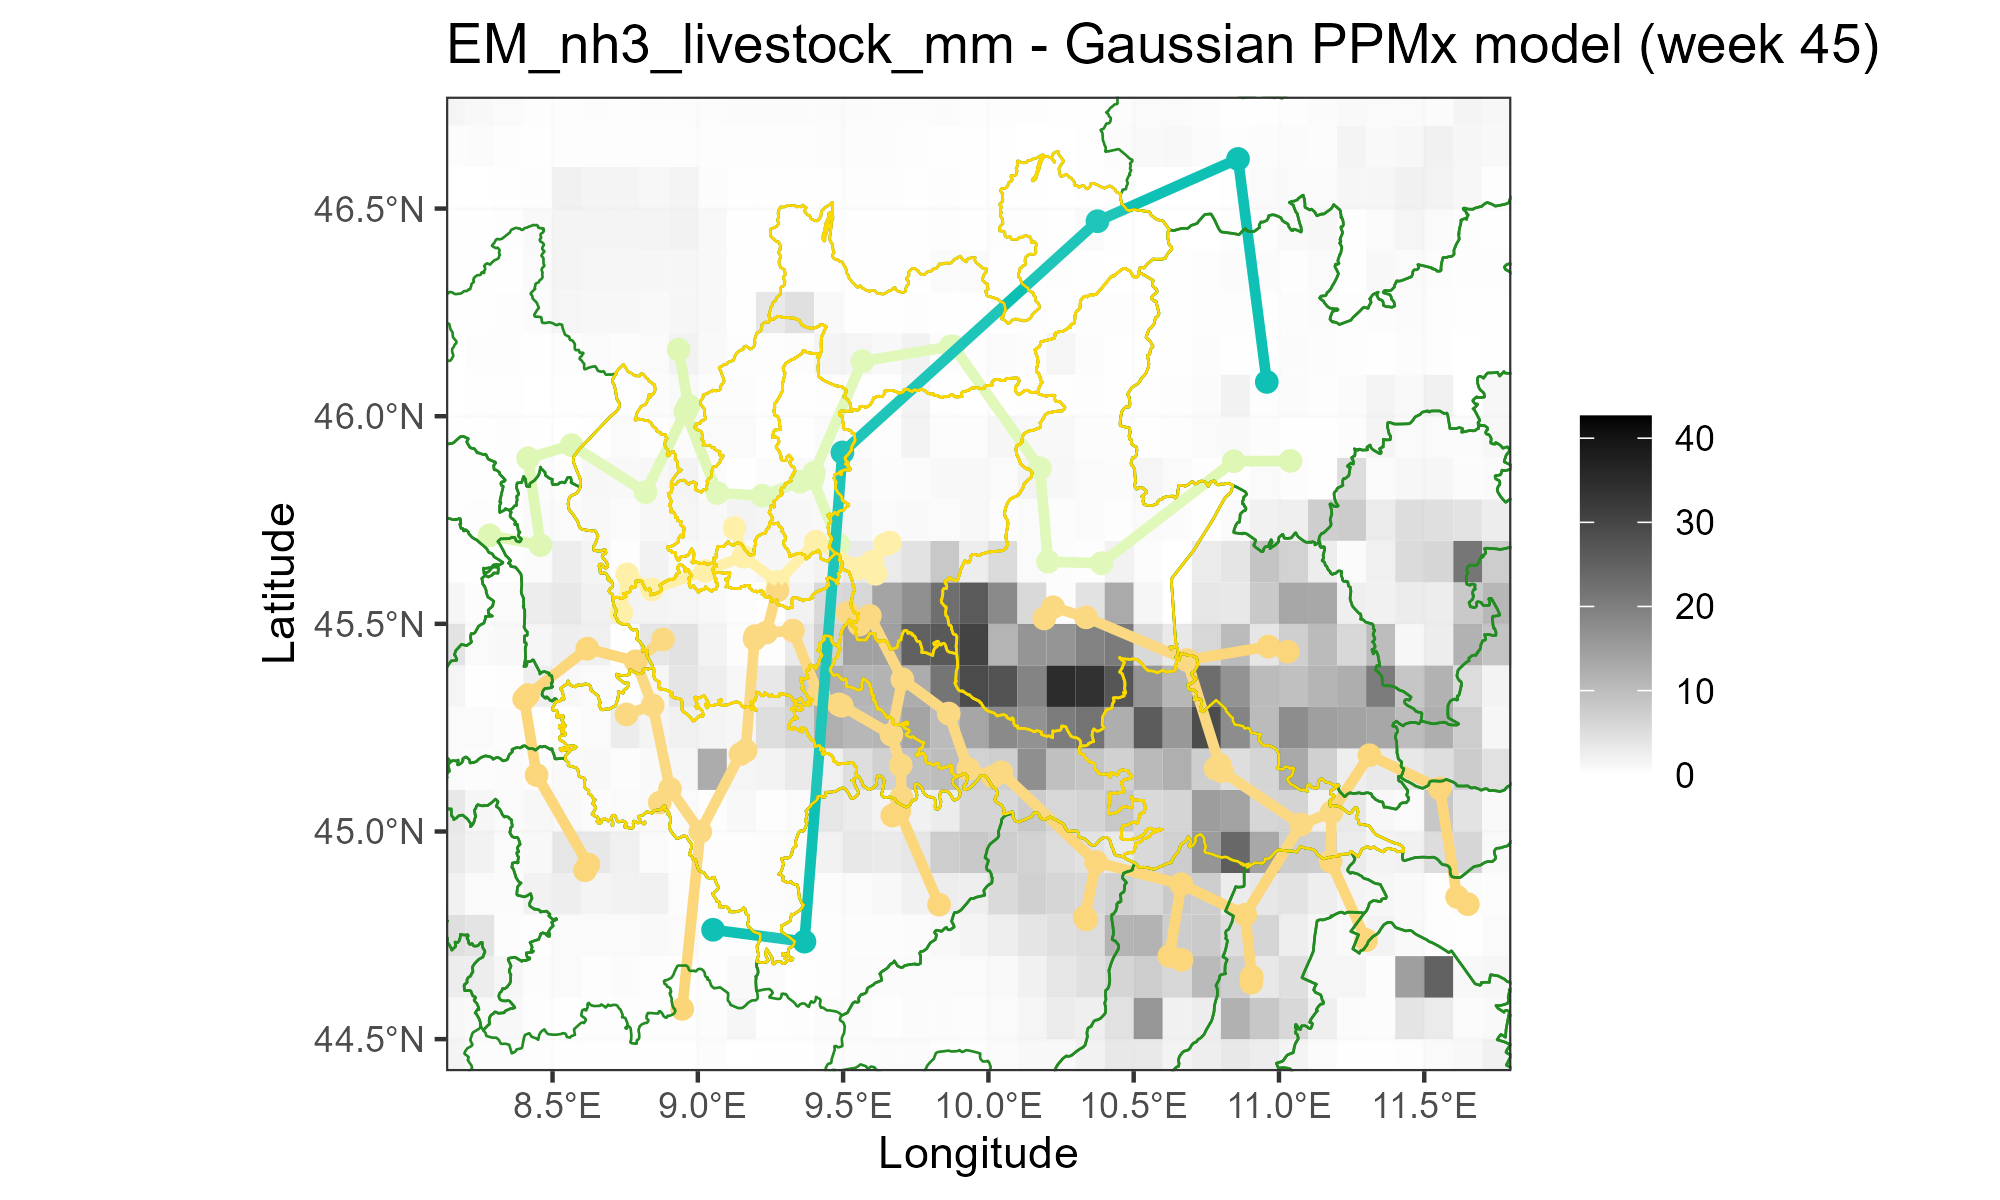 EM_nh3_livestock_mm - Gaussian PPMx model (week 45)
46.5°N
46.0°N
45.5°N
45.0°N
44.5°N
Latitude
8.5°E 9.0°E 9.5°E 10.0°E 10.5°E 11.0°E 11.5°E
Longitude
40
30
20
10
0